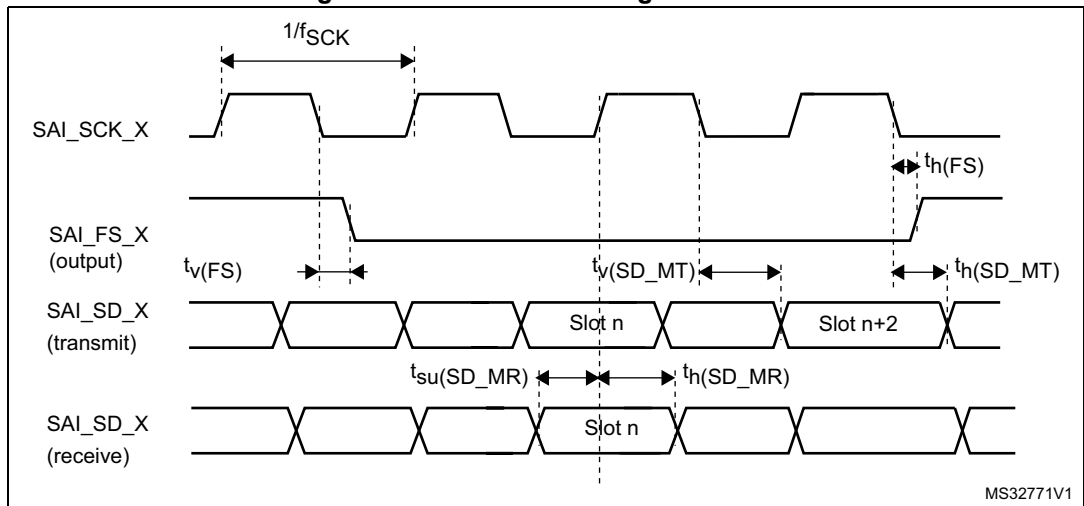 1/fSCK
SAI_SCK_X
th(FS)
SAI_FS_X
(output)
tv(FS)
tv(SD_MT)
th(SD_MT)
SAI_SD_X
(transmit)
Slot n
Slot n+2
tsu(SD_MR)
th(SD_MR)
SAI_SD_X
(receive)
Slot n
MS32771V1